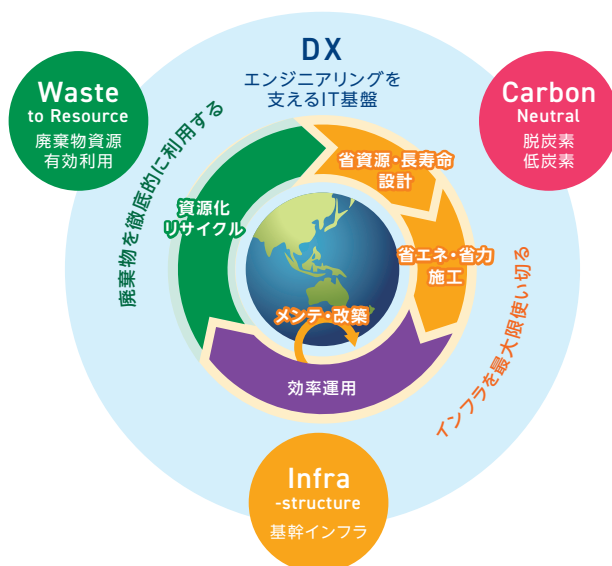 DX
エンジニアリングを
支えるIT基盤
Waste
to Resource
廃棄物資源
有効利用
Carbon
Neutral
脱炭素
低炭素
廃棄物を徹底的に利用する
省資源・長寿命
設計
資源化
リサイクル
省エネ・省力
施工
メンテ・改築
効率運用
インフラを最大限使い切る
Infra
-structure
基幹インフラ